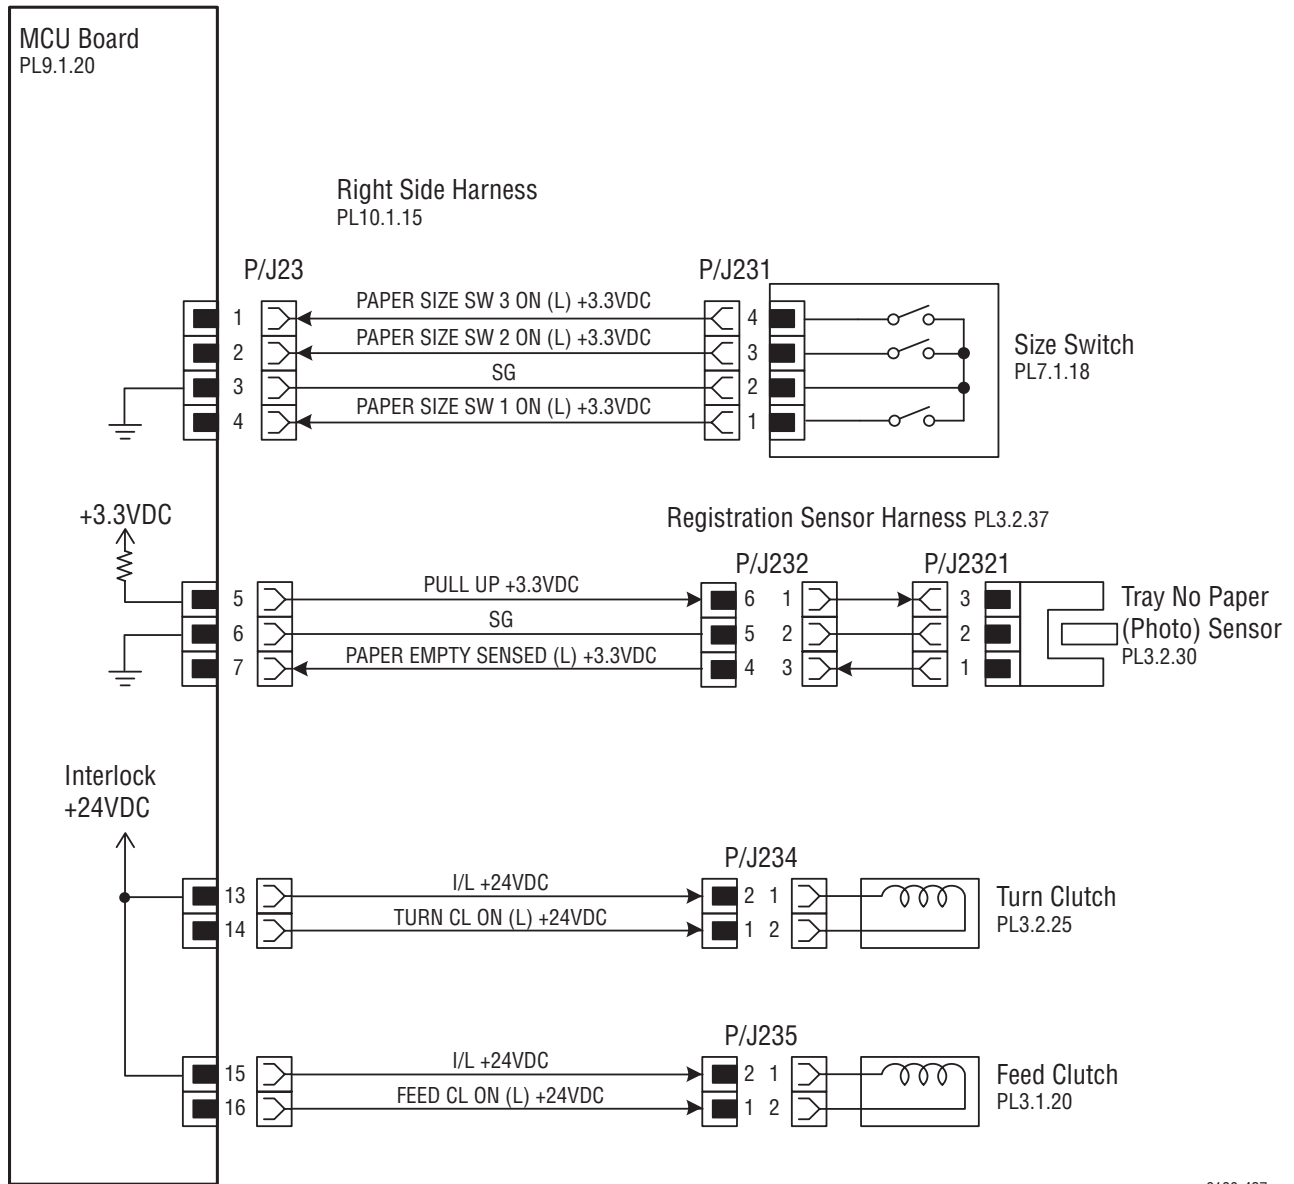 MCU Board
PL9.1.20
Right Side Harness
PL10.1.15
P/J23
P/J231
1
PAPER SIZE SW 3 ON (L) +3.3VDC
4
2
PAPER SIZE SW 2 ON (L) +3.3VDC
3
3
SG
2
4
PAPER SIZE SW 1 ON (L) +3.3VDC
1
Size Switch
PL7.1.18
+3.3VDC
Registration Sensor Harness PL3.2.37
P/J232
P/J2321
5
PULL UP +3.3VDC
6 1
3
6
SG
5 2
2
7
PAPER EMPTY SENSED (L) +3.3VDC
4 3
1
Tray No Paper
(Photo) Sensor
PL3.2.30
Interlock
+24VDC
P/J234
13
I/L +24VDC
2 1
14
TURN CL ON (L) +24VDC
1 2
Turn Clutch
PL3.2.25
P/J235
15
I/L +24VDC
2 1
16
FEED CL ON (L) +24VDC
1 2
Feed Clutch
PL3.1.20